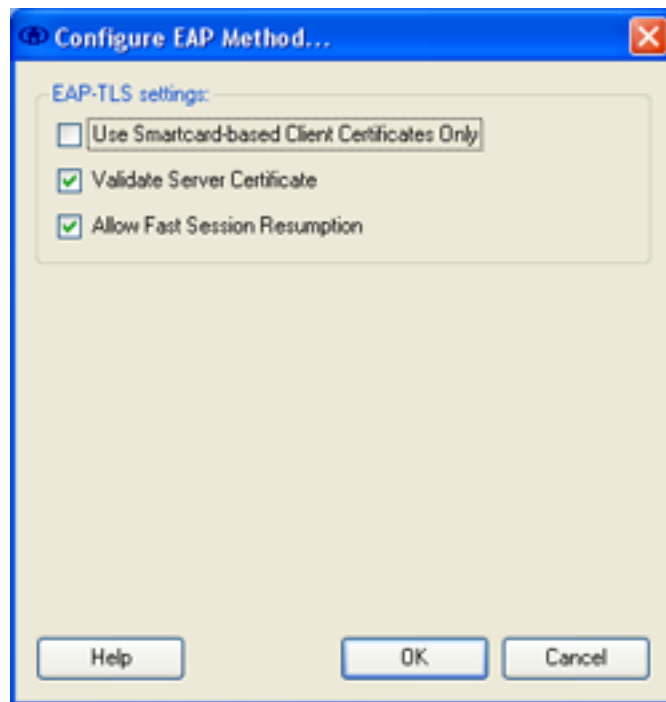 Configure EAP Method...
EAP-TLS settings:
Use Smartcard-based Client Certificates Only
Validate Server Certificate
Allow Fast Session Resumption
Help OK Cancel